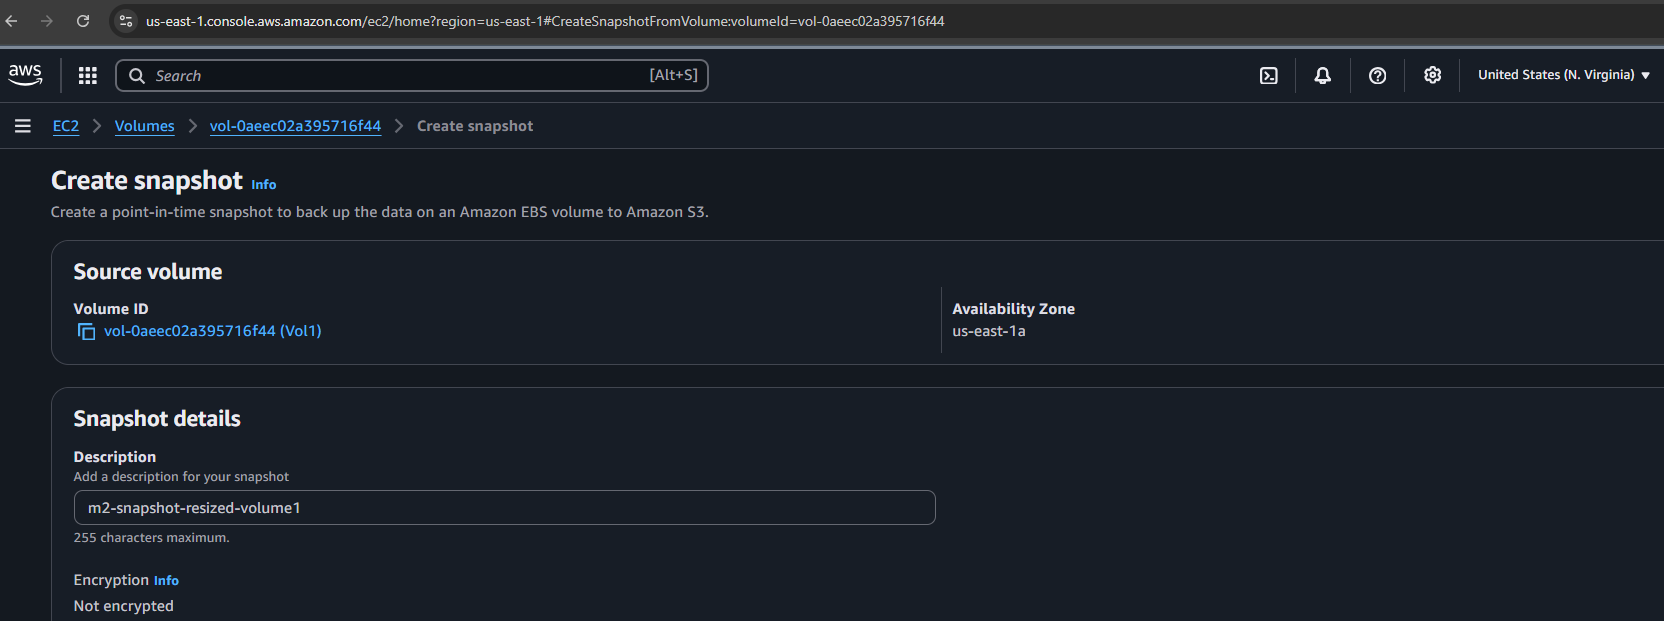 us-east-1.console.aws.amazon.com/ec2/home?region=us-east-1#CreateSnapshotFromVolume:volumeId=vol-0aeec02a395716f44
aws Search [Alt+S] United States (N. Virginia)
EC2 Volumes vol-0aeec02a395716f44 Create snapshot
Create snapshot Info
Create a point-in-time snapshot to back up the data on an Amazon EBS volume to Amazon S3.
Source volume
Volume ID
vol-0aeec02a395716f44 (Vol1)
Availability Zone
us-east-1a
Snapshot details
Description
Add a description for your snapshot
m2-snapshot-resized-volume1
255 characters maximum.
Encryption Info
Not encrypted